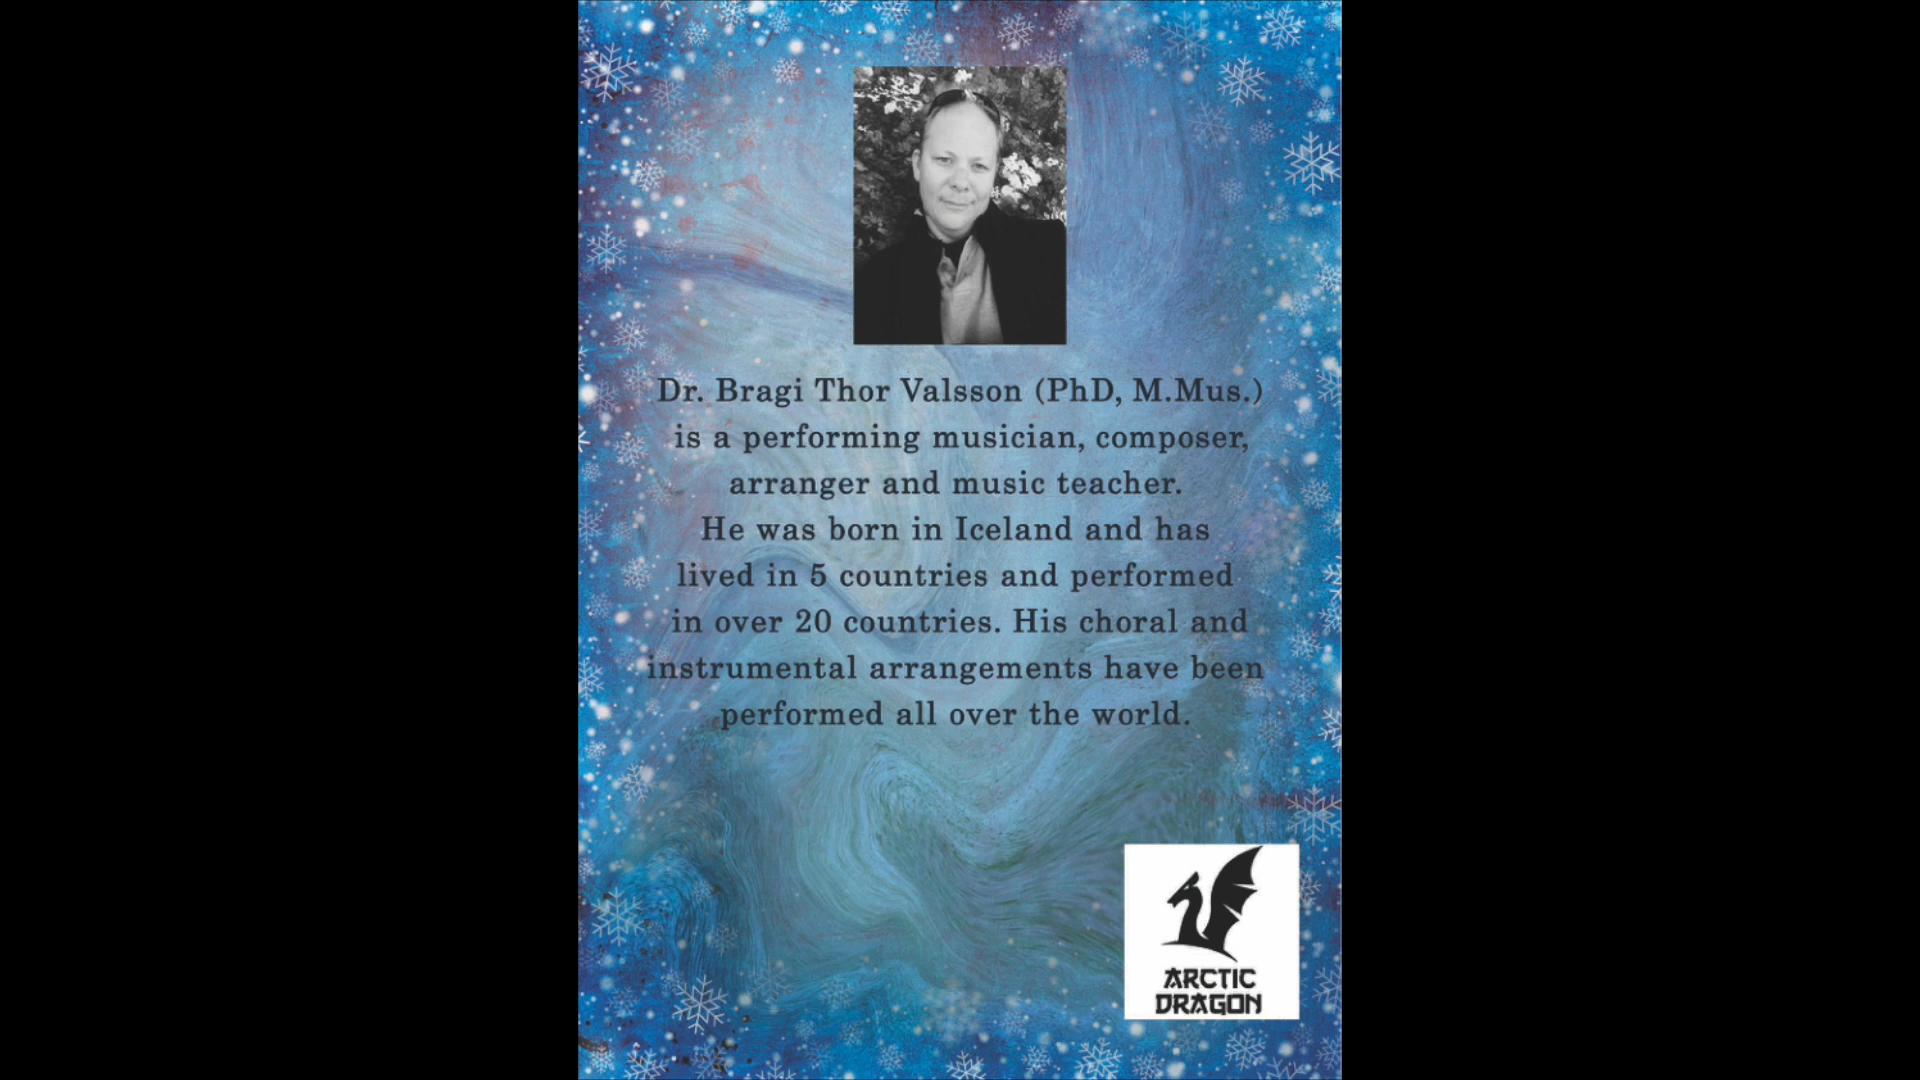 Dr. Bragi Thor Valsson (PhD, M.Mus.)
is a performing musician, composer,
arranger and music teacher.
He was born in Iceland and has
lived in 5 countries and performed
in over 20 countries. His choral and
instrumental arrangements have been
performed all over the world.
ARCTIC
DRAGON